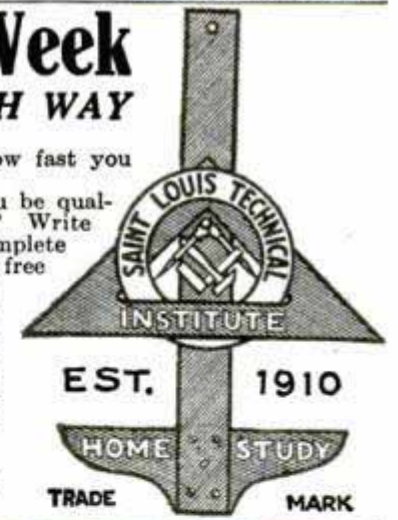 Week
H WAY
ow fast you
u be qual-
Write
mplete
free
SAINT LOUIS TECHNICAL
INSTITUTE
EST. 1910
HOME STUDY
TRADE MARK